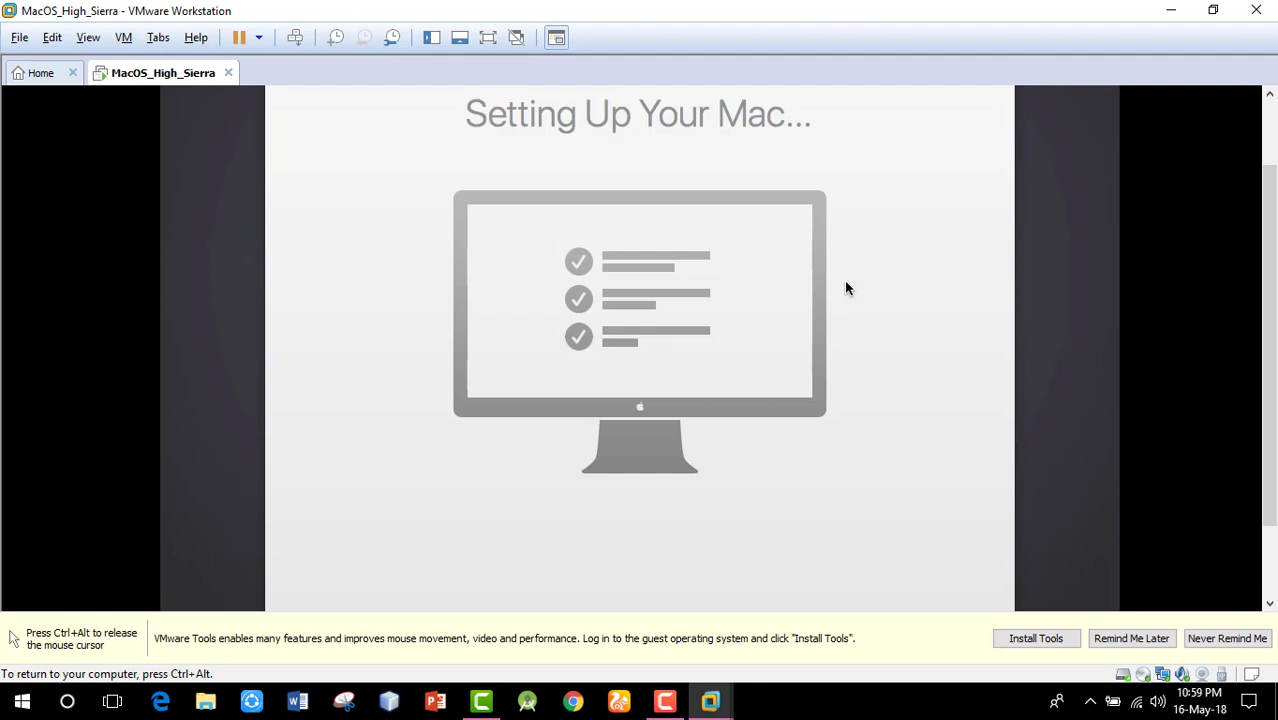 MacOS_High_Sierra - VMware Workstation
File Edit View VM Tabs Help
Home MacOS_High_Sierra
Setting Up Your Mac...
Press Ctrl+Alt to release
the mouse cursor
VMware Tools enables many features and improves mouse movement, video and performance. Log in to the guest operating system and click "Install Tools".
Install Tools Remind Me Later Never Remind Me
To return to your computer, press Ctrl+Alt.
10:59 PM
16-May-18